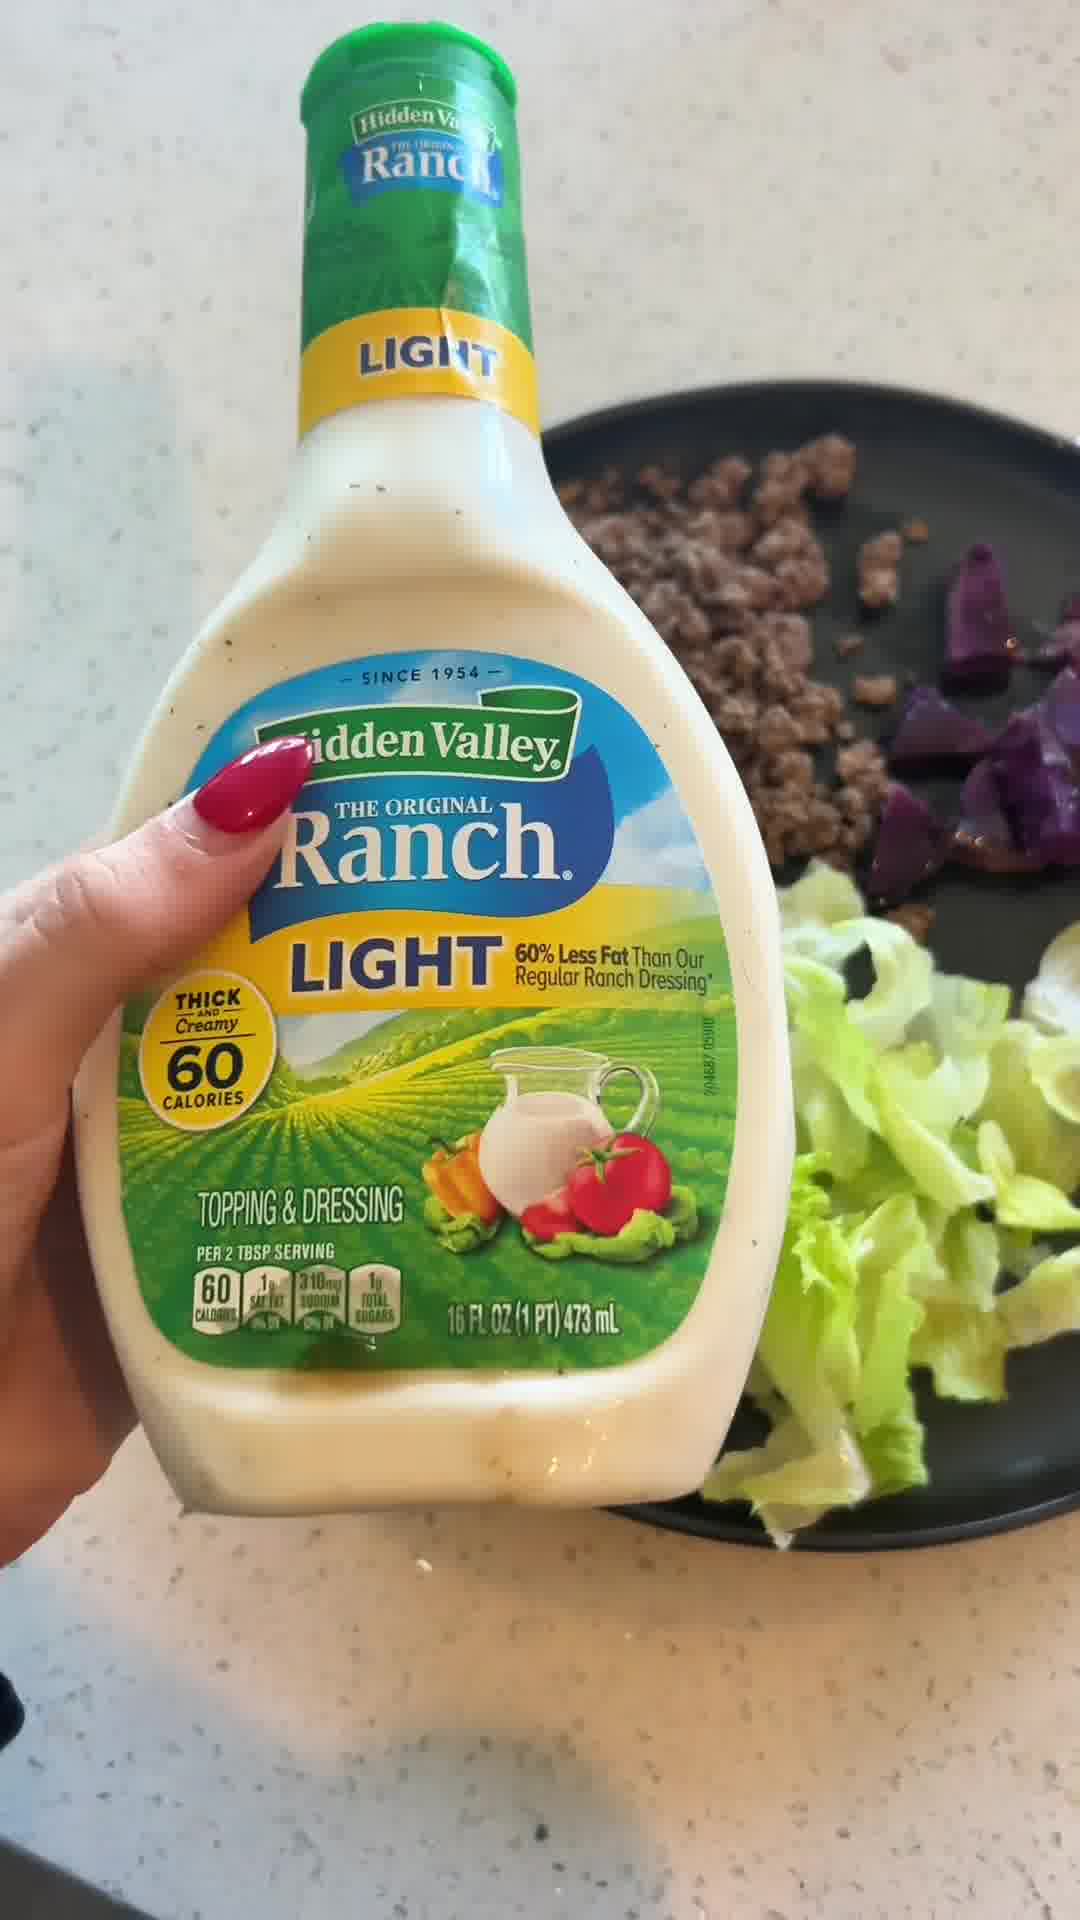 Hidden Valley
THE ORIGINAL
Ranch
LIGHT
— SINCE 1954 —
Hidden Valley®
THE ORIGINAL
Ranch®
LIGHT
60% Less Fat Than Our
Regular Ranch Dressing*
THICK
AND
Creamy
60
CALORIES
TOPPING & DRESSING
PER 2 TBSP SERVING
60
CALORIES
1g
SAT FAT
310mg
SODIUM
1g
TOTAL
SUGARS
16 FL OZ (1 PT) 473 mL